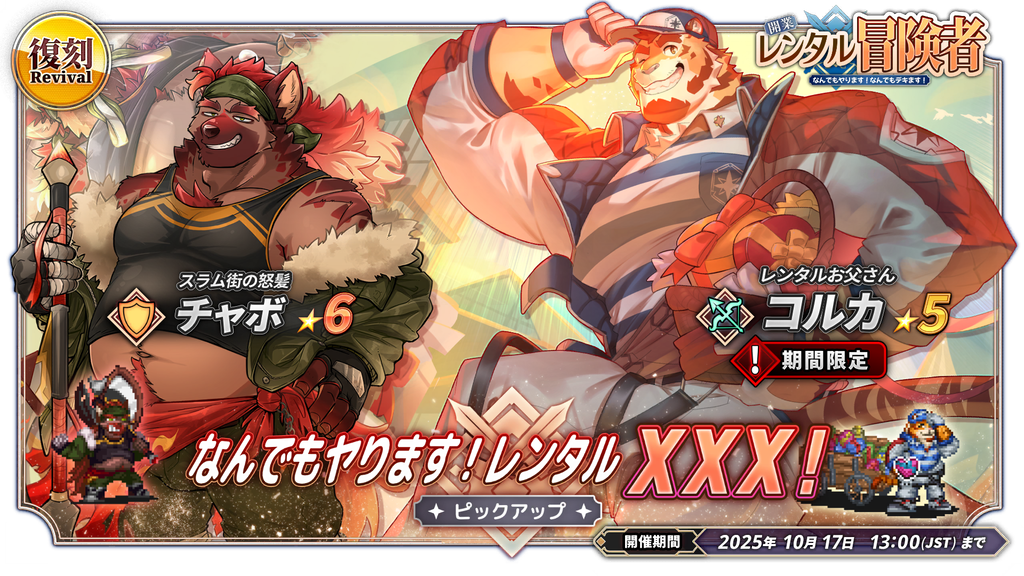 復刻
Revival
開業
レンタル冒険者
なんでもやります！なんでもデキます！
スラム街の怒髪
チャボ ★6
レンタルお父さん
コルカ ★5
! 期間限定
なんでもヤります！レンタルXXX！
ピックアップ
開催期間 2025年 10月 17日 13:00(JST) まで